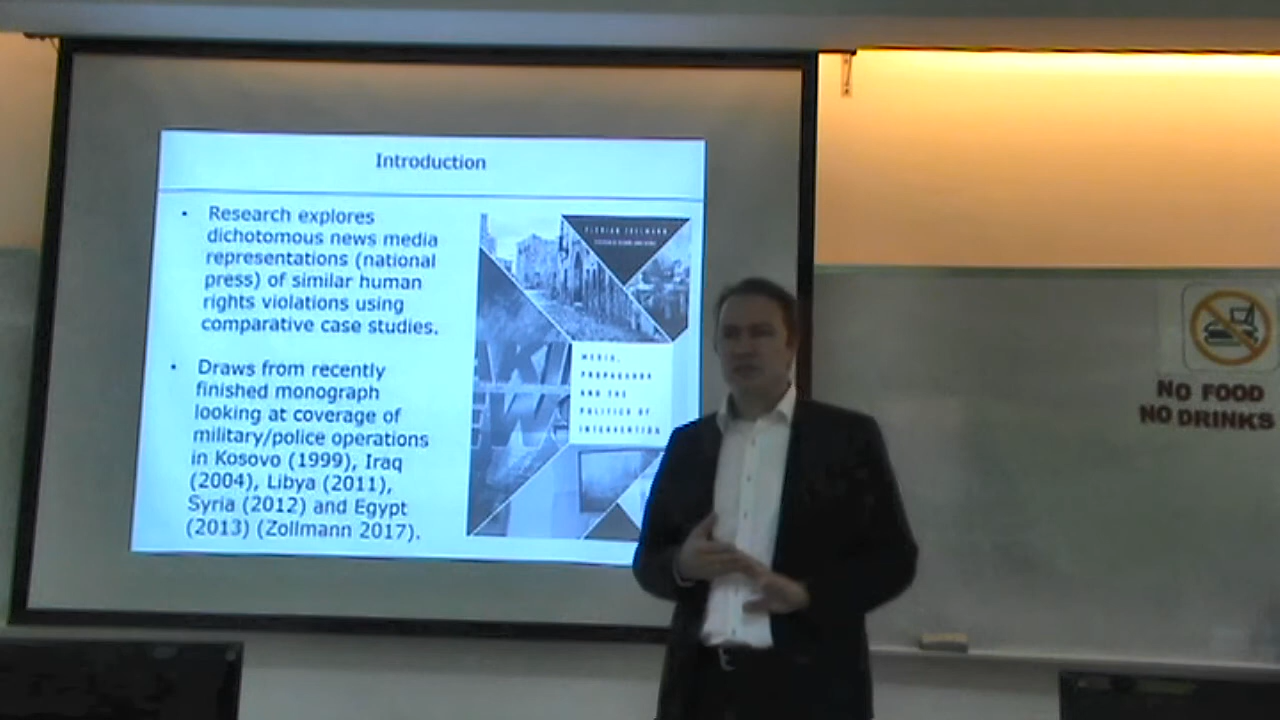 Introduction
• Research explores
dichotomous news media
representations (national
press) of similar human
rights violations using
comparative case studies.
• Draws from recently
finished monograph
looking at coverage of
military/police operations
in Kosovo (1999), Iraq
(2004), Libya (2011),
Syria (2012) and Egypt
(2013) (Zollmann 2017).
FLORIAN ZOLLMANN
MEDIA,
PROPAGANDA
AND THE
POLITICS OF
INTERVENTION
NO FOOD
NO DRINKS